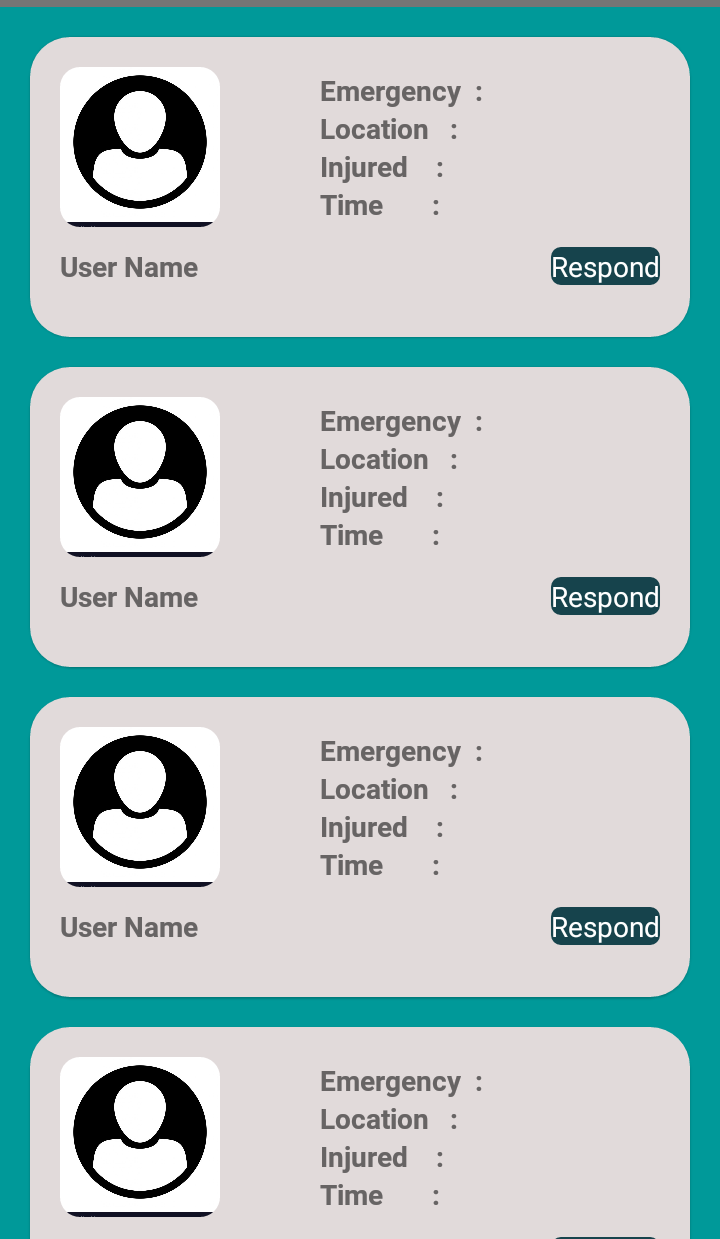 Emergency  :
Location   :
Injured    :
Time       :
User Name
Respond
Emergency  :
Location   :
Injured    :
Time       :
User Name
Respond
Emergency  :
Location   :
Injured    :
Time       :
User Name
Respond
Emergency  :
Location   :
Injured    :
Time       :